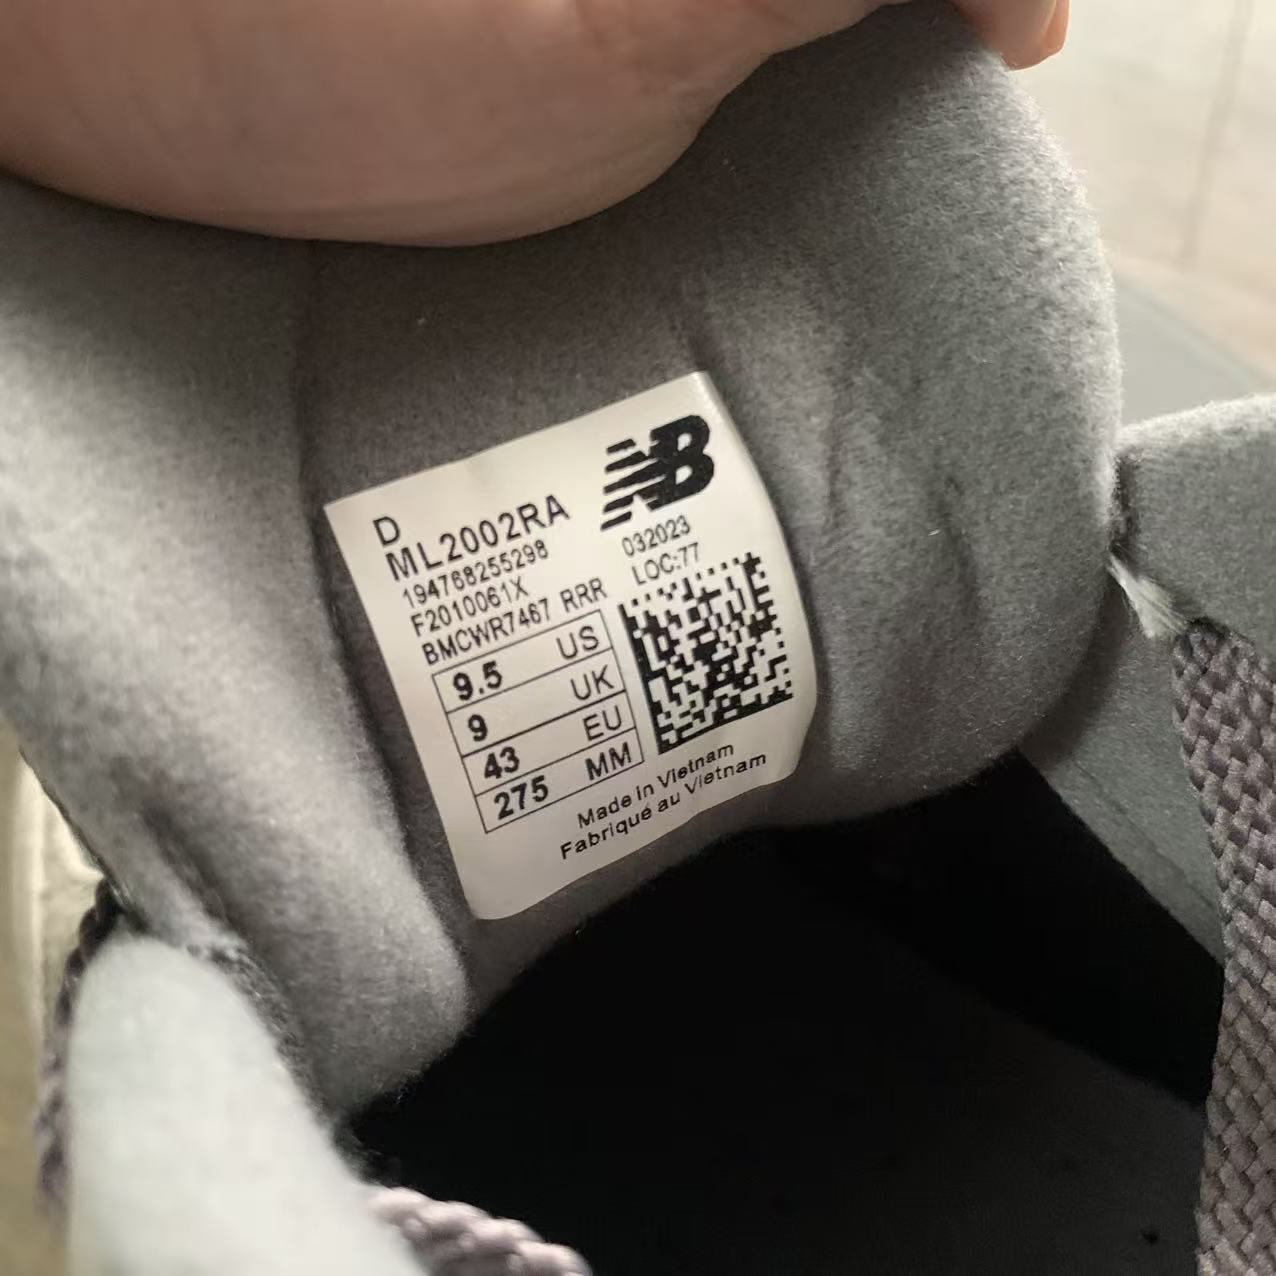 NB
D
ML2002RA
194768255298
F2010061X
BMCWR7467 RRR
032023
LOC:77
9.5 US
9 UK
43 EU
275 MM
Made in Vietnam
Fabriqué au Vietnam